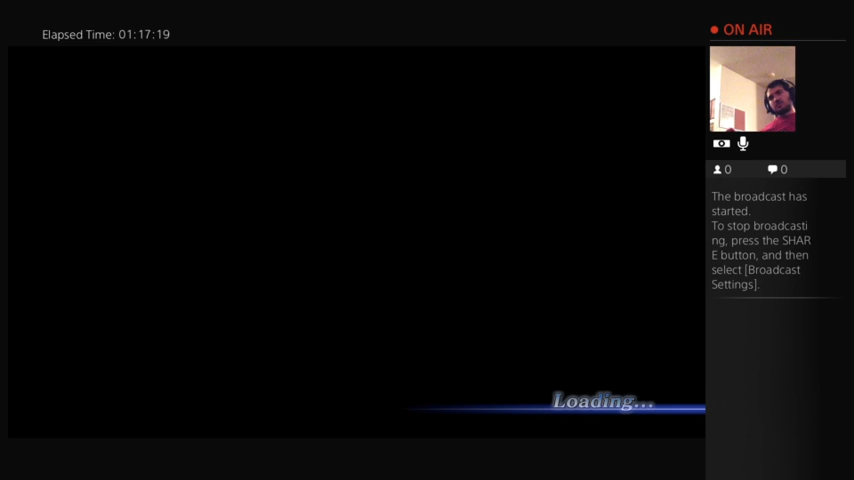 Elapsed Time: 01:17:19
ON AIR
0
0
The broadcast has
started.
To stop broadcasti
ng, press the SHAR
E button, and then
select [Broadcast
Settings].
Loading...